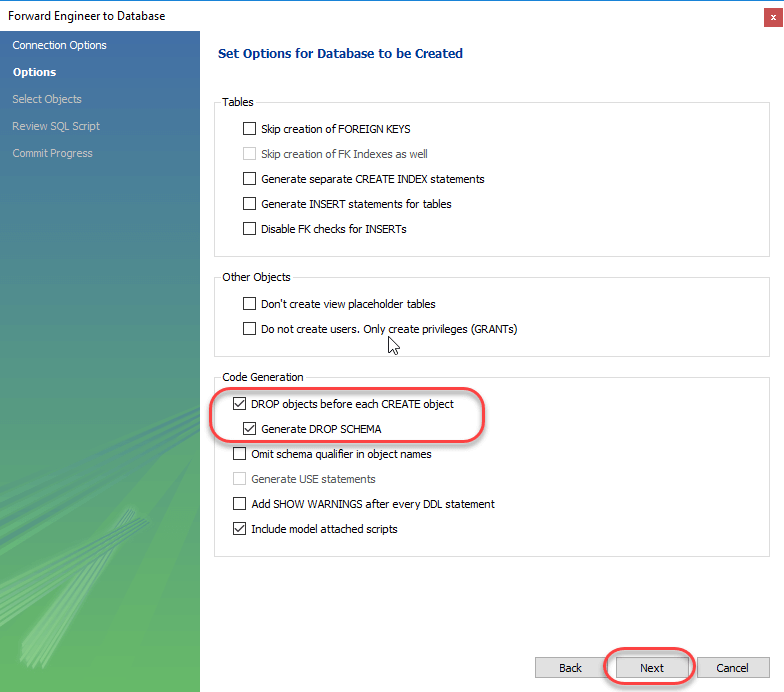 Forward Engineer to Database
x
Connection Options
Options
Select Objects
Review SQL Script
Commit Progress
Set Options for Database to be Created
Tables
Skip creation of FOREIGN KEYS
Skip creation of FK Indexes as well
Generate separate CREATE INDEX statements
Generate INSERT statements for tables
Disable FK checks for INSERTs
Other Objects
Don't create view placeholder tables
Do not create users. Only create privileges (GRANTs)
Code Generation
DROP objects before each CREATE object
Generate DROP SCHEMA
Omit schema qualifier in object names
Generate USE statements
Add SHOW WARNINGS after every DDL statement
Include model attached scripts
Back Next Cancel